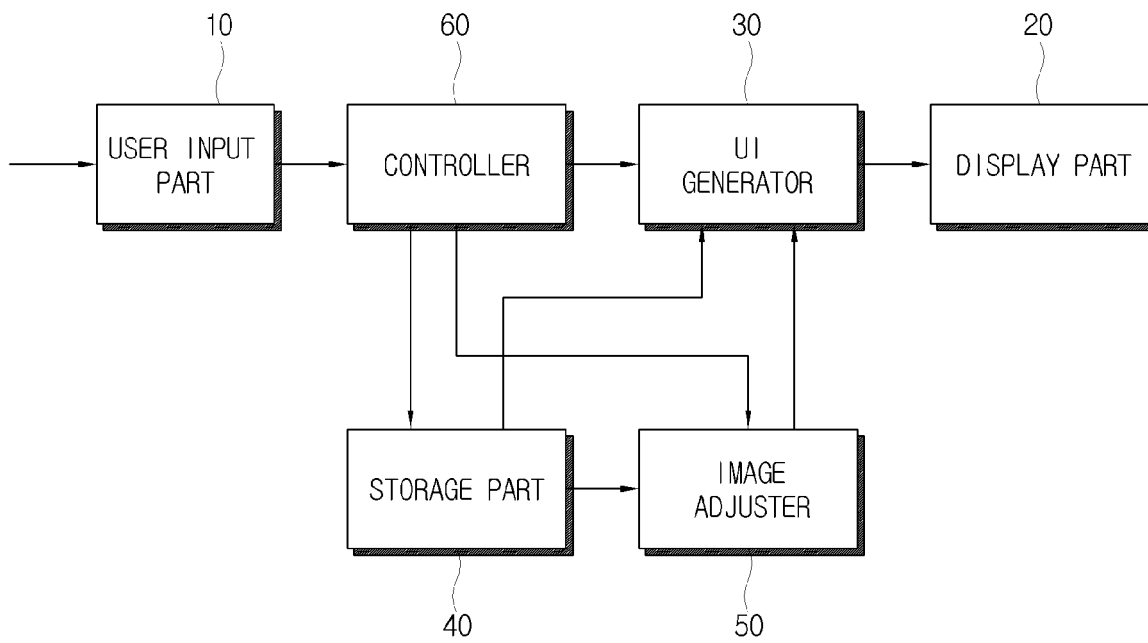 10
60
30
20
USER INPUT
PART
CONTROLLER
UI
GENERATOR
DISPLAY PART
STORAGE PART
IMAGE
ADJUSTER
40
50